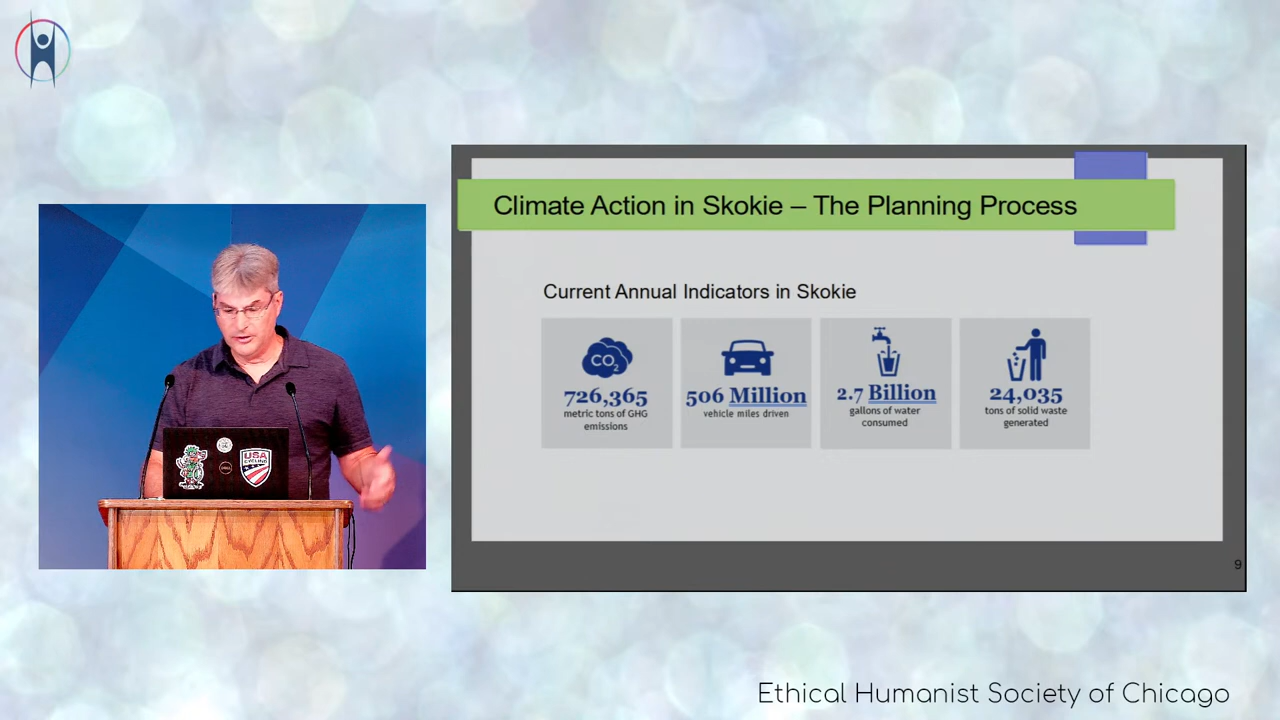 Climate Action in Skokie – The Planning Process
Current Annual Indicators in Skokie
CO2
726,365
metric tons of GHG
emissions
506 Million
vehicle miles driven
2.7 Billion
gallons of water
consumed
24,035
tons of solid waste
generated
USA
CYCLING
9
Ethical Humanist Society of Chicago